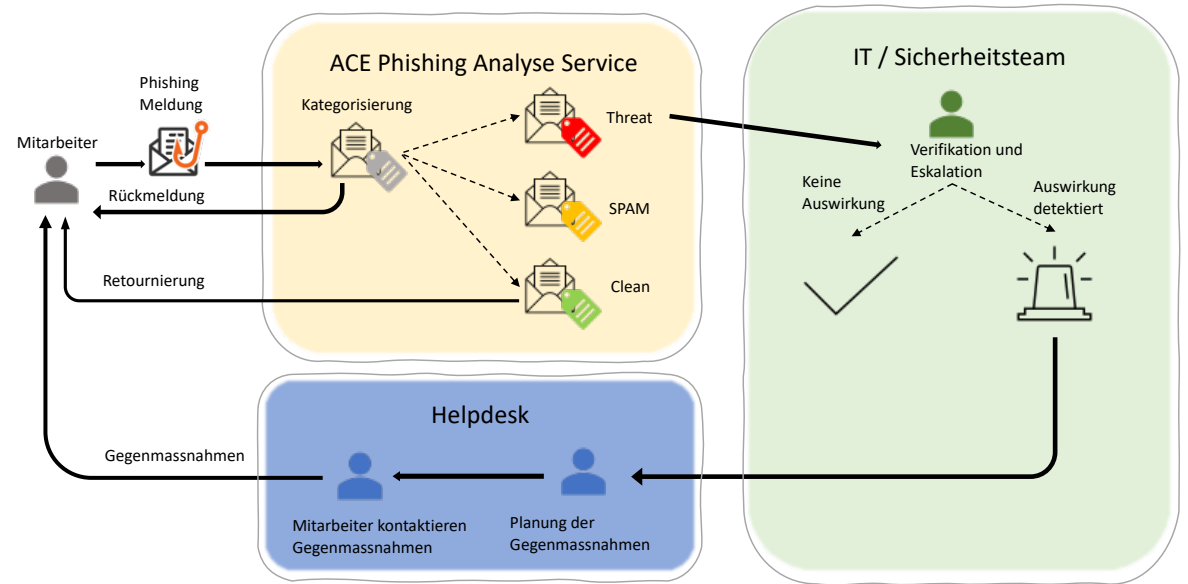 ACE Phishing Analyse Service
IT / Sicherheitsteam
Phishing
Meldung
Kategorisierung
Threat
Mitarbeiter
Verifikation und
Eskalation
Rückmeldung
Keine
Auswirkung
Auswirkung
detektiert
SPAM
Retournierung
Clean
Helpdesk
Gegenmassnahmen
Mitarbeiter kontaktieren
Gegenmassnahmen
Planung der
Gegenmassnahmen